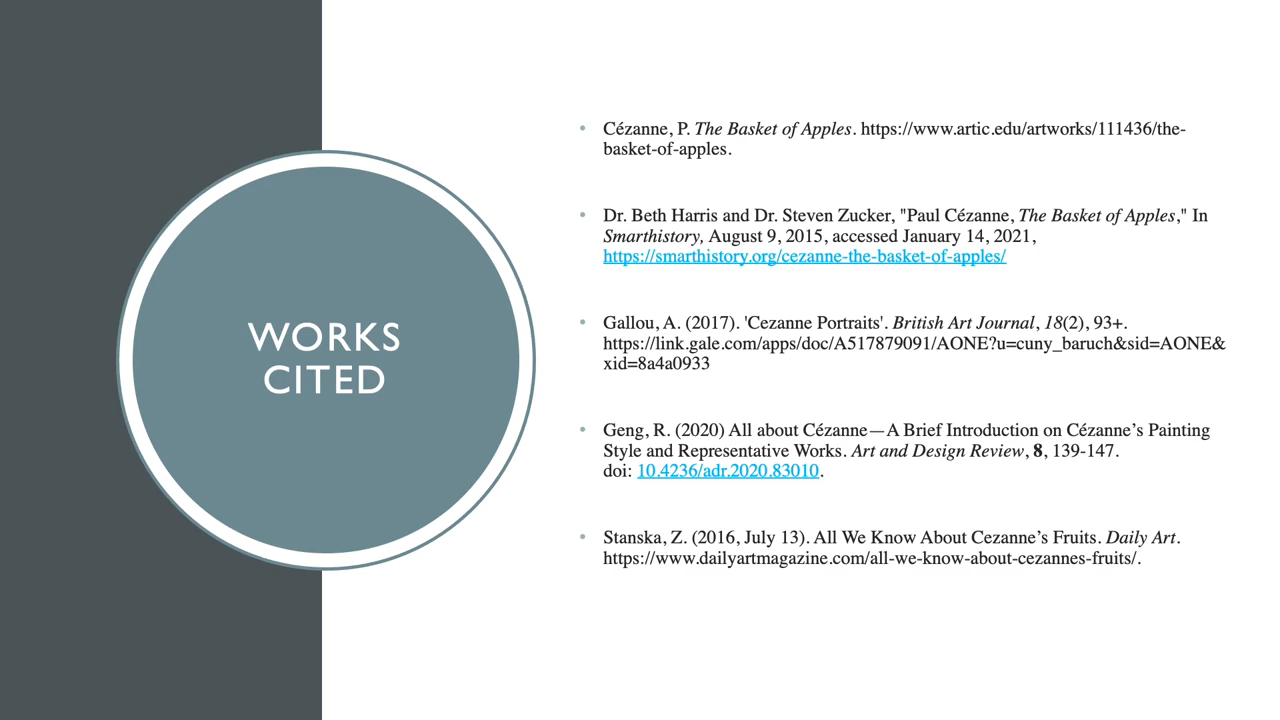 WORKS
CITED
• Cézanne, P. The Basket of Apples. https://www.artic.edu/artworks/111436/the-
basket-of-apples.
• Dr. Beth Harris and Dr. Steven Zucker, "Paul Cézanne, The Basket of Apples," In
Smarthistory, August 9, 2015, accessed January 14, 2021,
https://smarthistory.org/cezanne-the-basket-of-apples/
• Gallou, A. (2017). 'Cezanne Portraits'. British Art Journal, 18(2), 93+.
https://link.gale.com/apps/doc/A517879091/AONE?u=cuny_baruch&sid=AONE&
xid=8a4a0933
• Geng, R. (2020) All about Cézanne—A Brief Introduction on Cézanne’s Painting
Style and Representative Works. Art and Design Review, 8, 139-147.
doi: 10.4236/adr.2020.83010.
• Stanska, Z. (2016, July 13). All We Know About Cezanne’s Fruits. Daily Art.
https://www.dailyartmagazine.com/all-we-know-about-cezannes-fruits/.